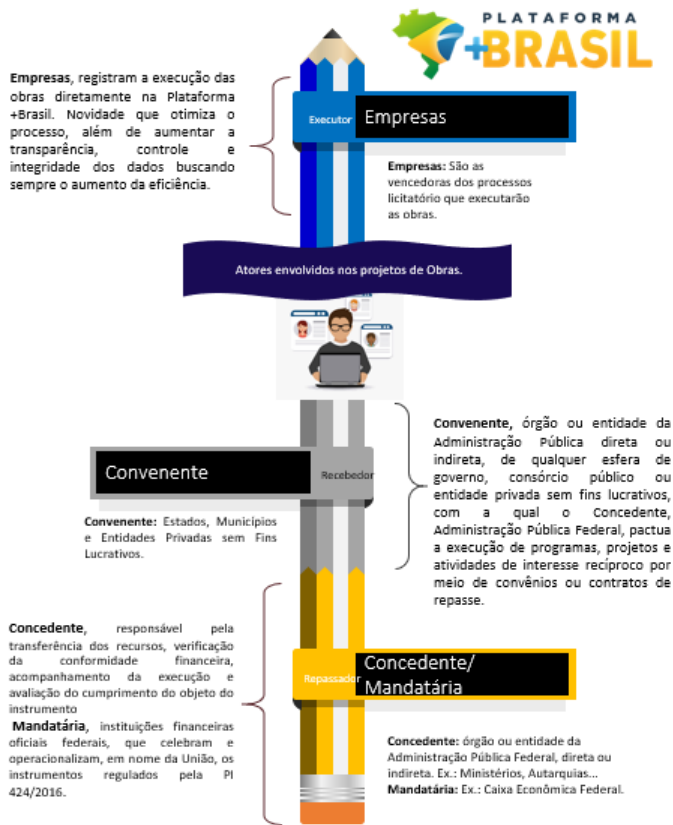 PLATAFORMA
+BRASIL
Empresas, registram a execução das
obras diretamente na Plataforma
+Brasil. Novidade que otimiza o
processo, além de aumentar a
transparência, controle e
integridade dos dados buscando
sempre o aumento da eficiência.
Executor
Empresas
Empresas: São as
vencedoras dos processos
licitatório que executarão
as obras.
Atores envolvidos nos projetos de Obras.
Convenente
Recebedor
Convenente: Estados, Municípios
e Entidades Privadas sem Fins
Lucrativos.
Convenente, órgão ou entidade da
Administração Pública direta ou
indireta, de qualquer esfera de
governo, consórcio público ou
entidade privada sem fins lucrativos,
com a qual o Concedente,
Administração Pública Federal, pactua
a execução de programas, projetos e
atividades de interesse recíproco por
meio de convênios ou contratos de
repasse.
Concedente, responsável pela
transferência dos recursos, verificação
da conformidade financeira,
acompanhamento da execução e
avaliação do cumprimento do objeto do
instrumento
Mandatária, instituições financeiras
oficiais federais, que celebram e
operacionalizam, em nome da União, os
instrumentos regulados pela PI
424/2016.
Repassador
Concedente/
Mandatária
Concedente: órgão ou entidade da
Administração Pública Federal, direta ou
indireta. Ex.: Ministérios, Autarquias...
Mandatária: Ex.: Caixa Econômica Federal.